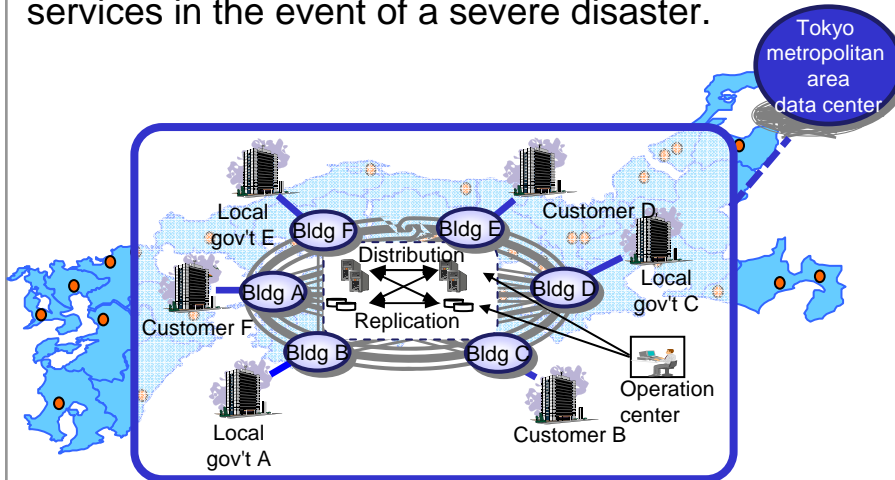 services in the event of a severe disaster.
Tokyo
metropolitan
area
data center
Local
gov't E
Bldg F
Bldg E
Customer D
Distribution
Bldg A
Bldg D
Local
gov't C
Customer F
Replication
Bldg B
Bldg C
Operation
center
Local
gov't A
Customer B